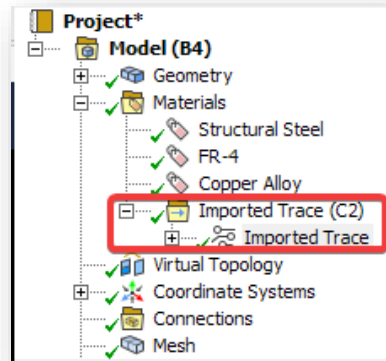 Project*
Model (B4)
Geometry
Materials
Structural Steel
FR-4
Copper Alloy
Imported Trace (C2)
Imported Trace
Virtual Topology
Coordinate Systems
Connections
Mesh